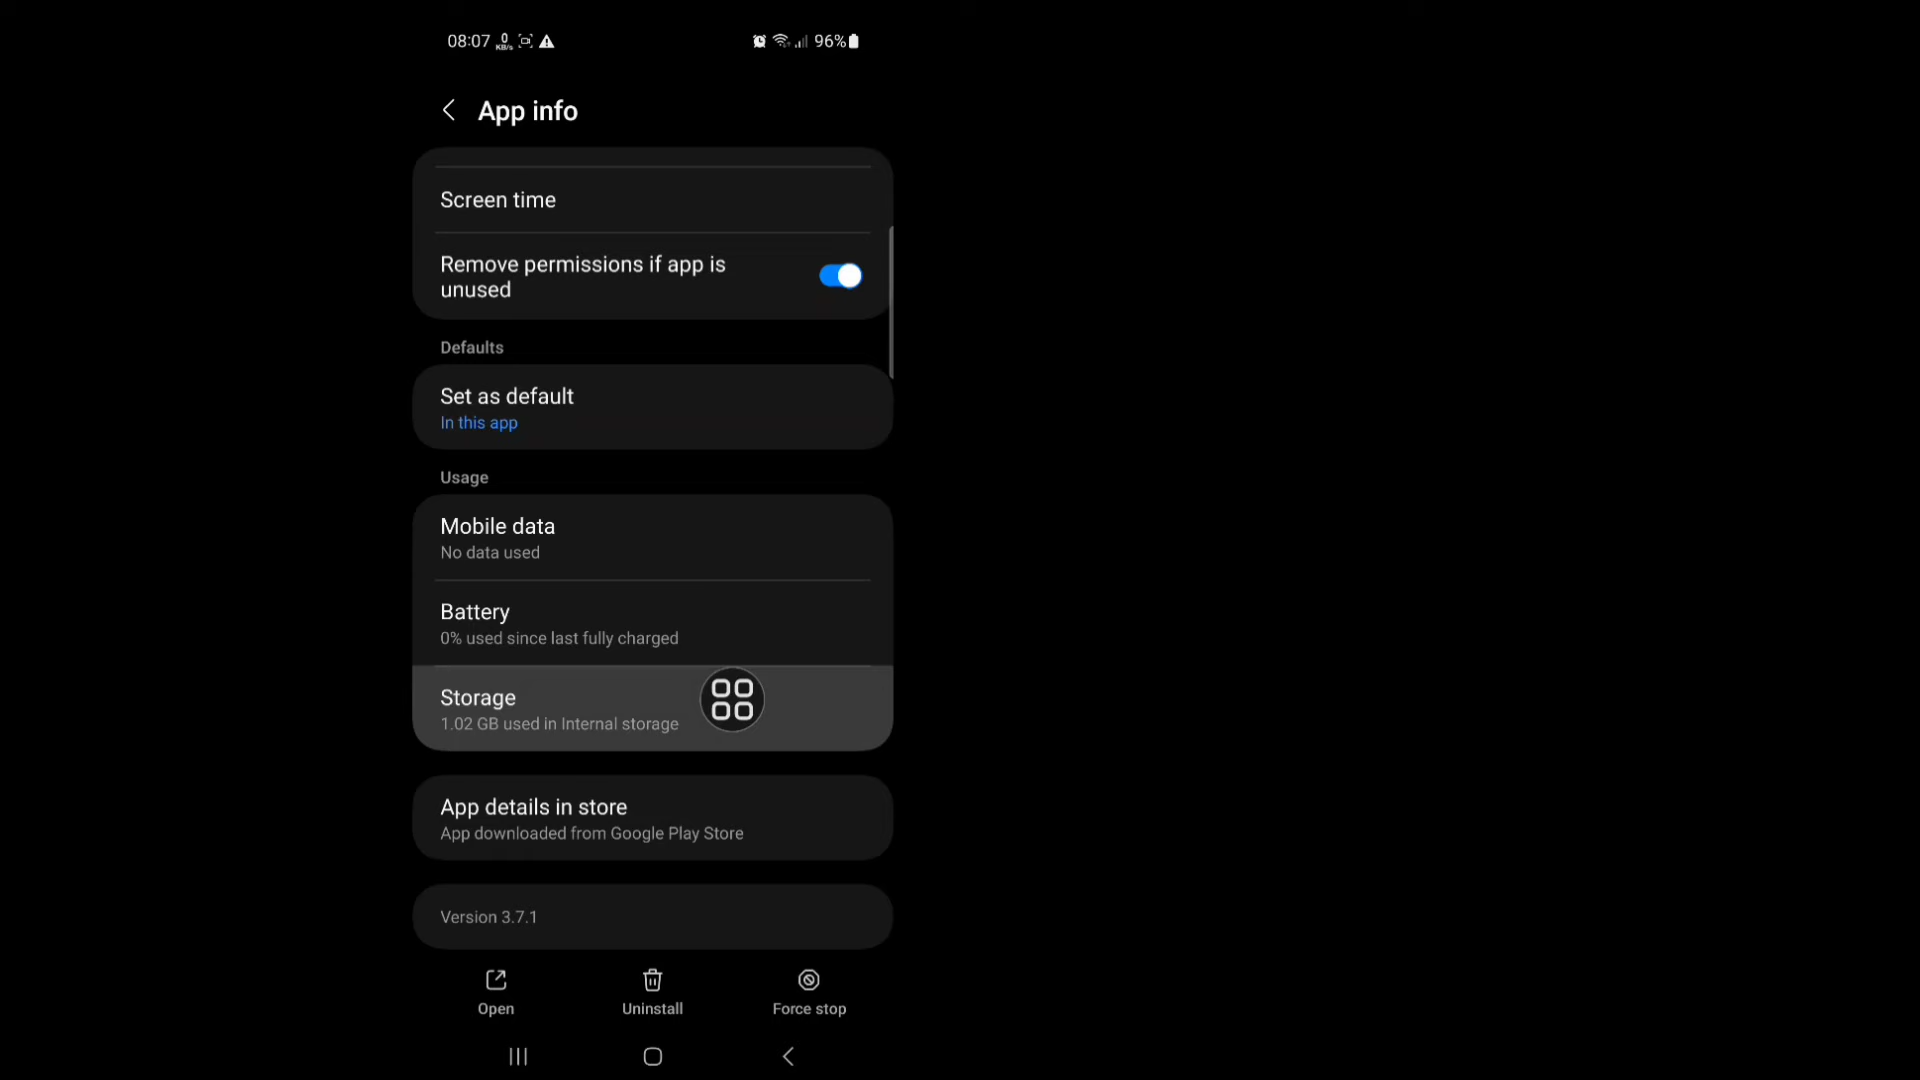 08:07 0 KB/s 96%
App info
Screen time
Remove permissions if app is
unused
Defaults
Set as default
In this app
Usage
Mobile data
No data used
Battery
0% used since last fully charged
Storage
1.02 GB used in Internal storage
App details in store
App downloaded from Google Play Store
Version 3.7.1
Open Uninstall Force stop